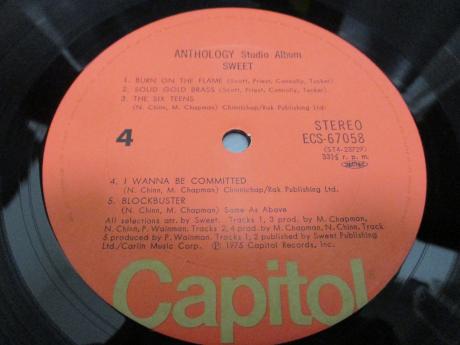 ANTHOLOGY Studio Album
SWEET
1. BURN ON THE FLAME (Scott, Priest, Connolly, Tucker)
2. SOLID GOLD BRASS (Scott, Priest, Connolly, Tucker)
3. THE SIX TEENS
(N. Chinn, M. Chapman) Chinnichap/Rak Publishing Ltd.
4
STEREO
ECS-67058
(ST4-23729)
33⅓ r. p. m.
4. I WANNA BE COMMITTED
(N. Chinn, M. Chapman) Chinnichap/Rak Publishing Ltd.
5. BLOCKBUSTER
(N. Chinn, M. Chapman) Same As Above
All selections arr. by Sweet. Tracks 1, 3 prod. by M. Chapman,
N. Chinn, P. Wainman. Tracks 2, 4 prod. by M. Chapman, N. Chinn, Track
5 produced by P. Wainman. Tracks 1, 2 published by Sweet Publishing
Ltd./Carlin Music Corp. Ⓟ 1975 Capitol Records, Inc.
Capitol